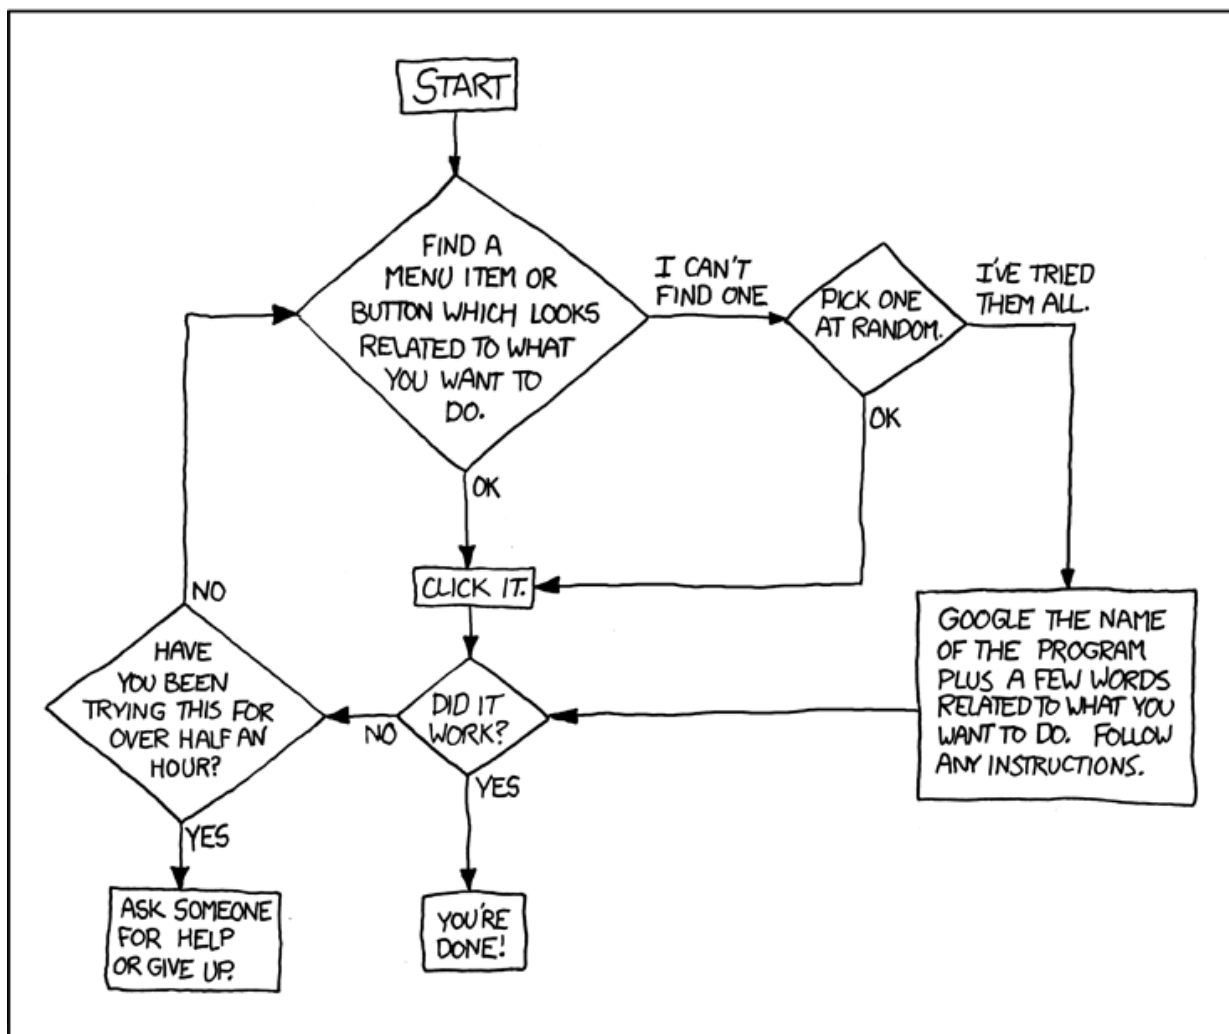 START
FIND A
MENU ITEM OR
BUTTON WHICH LOOKS
RELATED TO WHAT
YOU WANT TO
DO.
I CAN'T
FIND ONE
PICK ONE
AT RANDOM.
I'VE TRIED
THEM ALL.
OK
OK
CLICK IT.
NO
HAVE
YOU BEEN
TRYING THIS FOR
OVER HALF AN
HOUR?
NO
DID IT
WORK?
GOOGLE THE NAME
OF THE PROGRAM
PLUS A FEW WORDS
RELATED TO WHAT YOU
WANT TO DO. FOLLOW
ANY INSTRUCTIONS.
YES
YES
ASK SOMEONE
FOR HELP
OR GIVE UP.
YOU'RE
DONE!